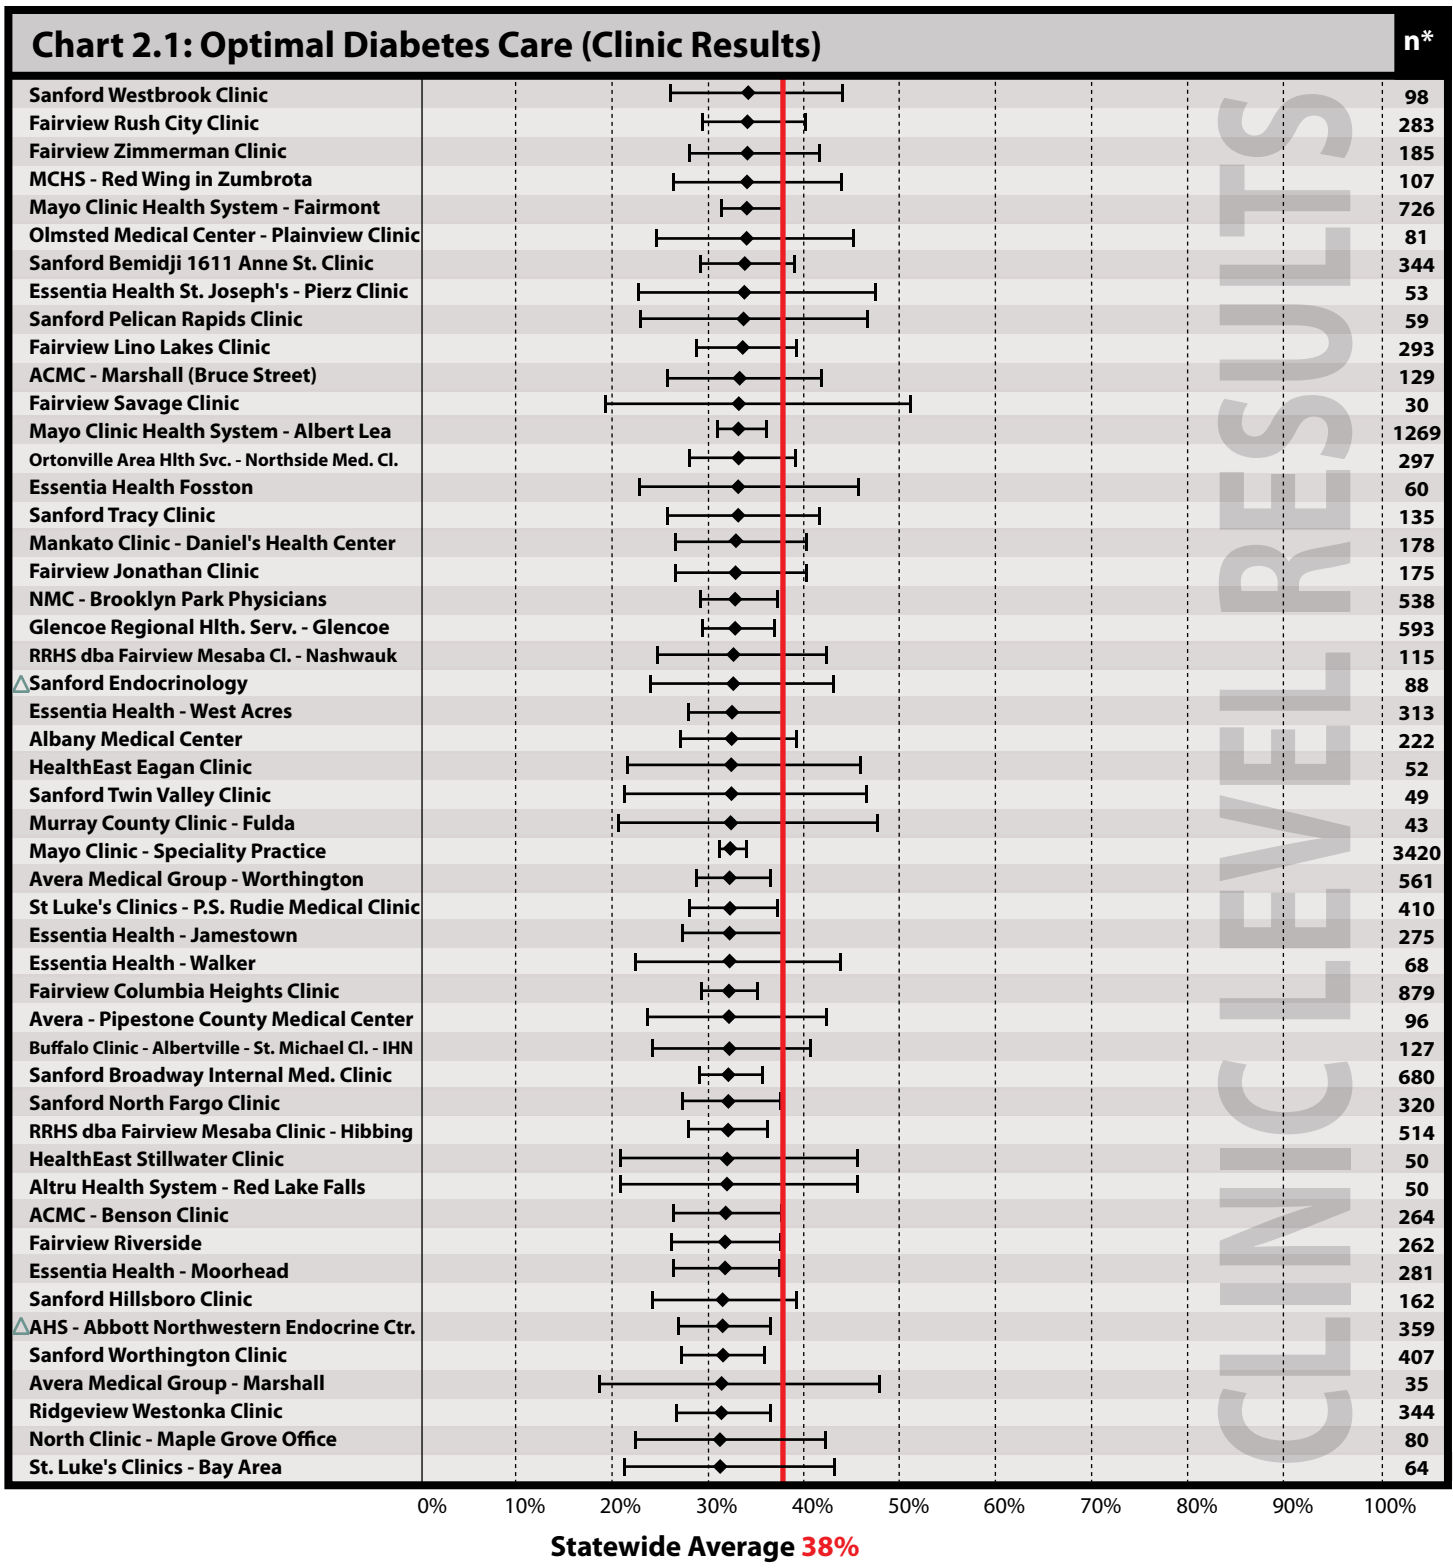 Chart 2.1: Optimal Diabetes Care (Clinic Results) n*
Sanford Westbrook Clinic 98
Fairview Rush City Clinic 283
Fairview Zimmerman Clinic 185
MCHS - Red Wing in Zumbrota 107
Mayo Clinic Health System - Fairmont 726
Olmsted Medical Center - Plainview Clinic 81
Sanford Bemidji 1611 Anne St. Clinic 344
Essentia Health St. Joseph's - Pierz Clinic 53
Sanford Pelican Rapids Clinic 59
Fairview Lino Lakes Clinic 293
ACMC - Marshall (Bruce Street) 129
Fairview Savage Clinic 30
Mayo Clinic Health System - Albert Lea 1269
Ortonville Area Hlth Svc. - Northside Med. Cl. 297
Essentia Health Fosston 60
Sanford Tracy Clinic 135
Mankato Clinic - Daniel's Health Center 178
Fairview Jonathan Clinic 175
NMC - Brooklyn Park Physicians 538
Glencoe Regional Hlth. Serv. - Glencoe 593
RRHS dba Fairview Mesaba Cl. - Nashwauk 115
Sanford Endocrinology 88
Essentia Health - West Acres 313
Albany Medical Center 222
HealthEast Eagan Clinic 52
Sanford Twin Valley Clinic 49
Murray County Clinic - Fulda 43
Mayo Clinic - Speciality Practice 3420
Avera Medical Group - Worthington 561
St Luke's Clinics - P.S. Rudie Medical Clinic 410
Essentia Health - Jamestown 275
Essentia Health - Walker 68
Fairview Columbia Heights Clinic 879
Avera - Pipestone County Medical Center 96
Buffalo Clinic - Albertville - St. Michael Cl. - IHN 127
Sanford Broadway Internal Med. Clinic 680
Sanford North Fargo Clinic 320
RRHS dba Fairview Mesaba Clinic - Hibbing 514
HealthEast Stillwater Clinic 50
Altru Health System - Red Lake Falls 50
ACMC - Benson Clinic 264
Fairview Riverside 262
Essentia Health - Moorhead 281
Sanford Hillsboro Clinic 162
AHS - Abbott Northwestern Endocrine Ctr. 359
Sanford Worthington Clinic 407
Avera Medical Group - Marshall 35
Ridgeview Westonka Clinic 344
North Clinic - Maple Grove Office 80
St. Luke's Clinics - Bay Area 64
CLINIC LEVEL RESULTS
0% 10% 20% 30% 40% 50% 60% 70% 80% 90% 100%
Statewide Average 38%